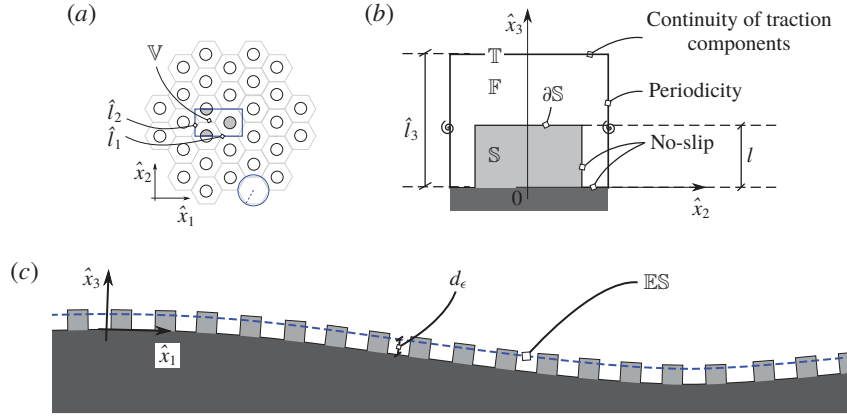 (a)
𝕍
l̂₂
l̂₁
x̂₂
x̂₁
(b)
x̂₃
Continuity of traction
components
𝕋
𝔽
Periodicity
∂𝕊
l̂₃
𝕊
No-slip
l
0
x̂₂
(c)
x̂₃
d_ϵ
𝔼𝕊
x̂₁